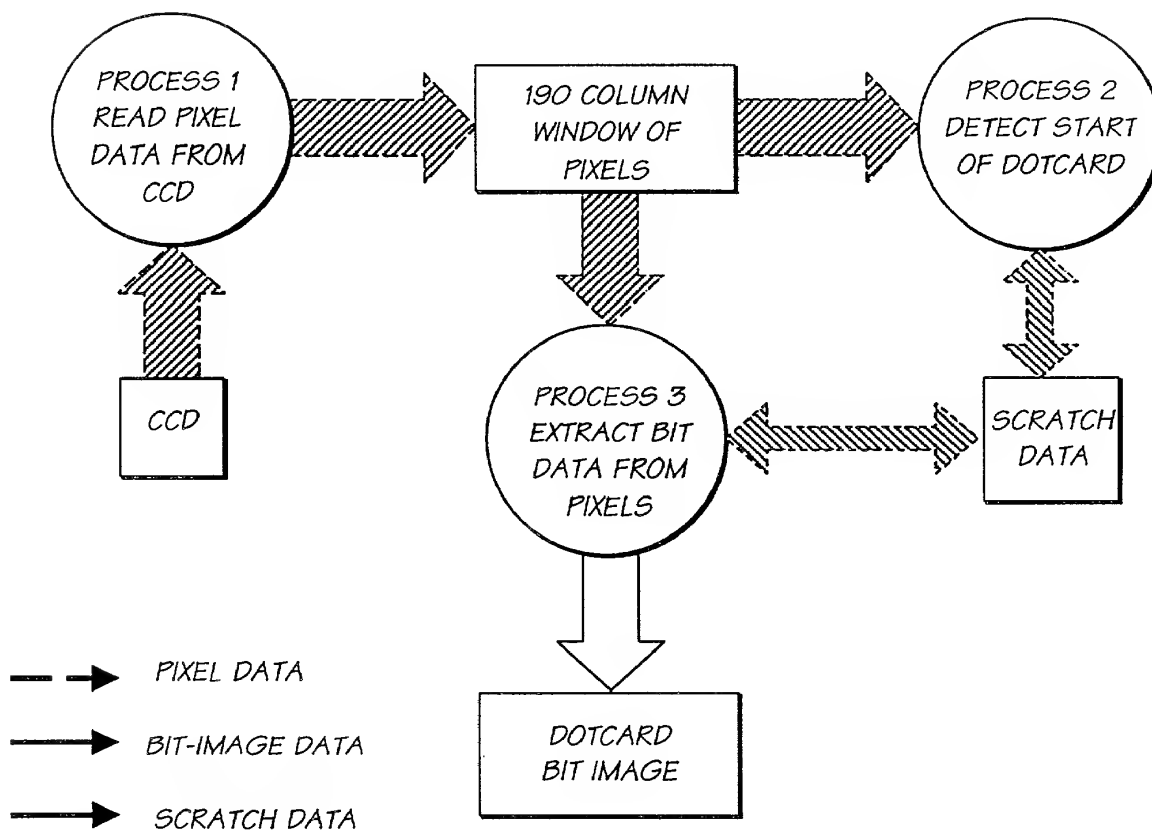 PROCESS 1
READ PIXEL
DATA FROM
CCD
190 COLUMN
WINDOW OF
PIXELS
PROCESS 2
DETECT START
OF DOTCARD
CCD
PROCESS 3
EXTRACT BIT
DATA FROM
PIXELS
SCRATCH
DATA
DOTCARD
BIT IMAGE
PIXEL DATA
BIT-IMAGE DATA
SCRATCH DATA